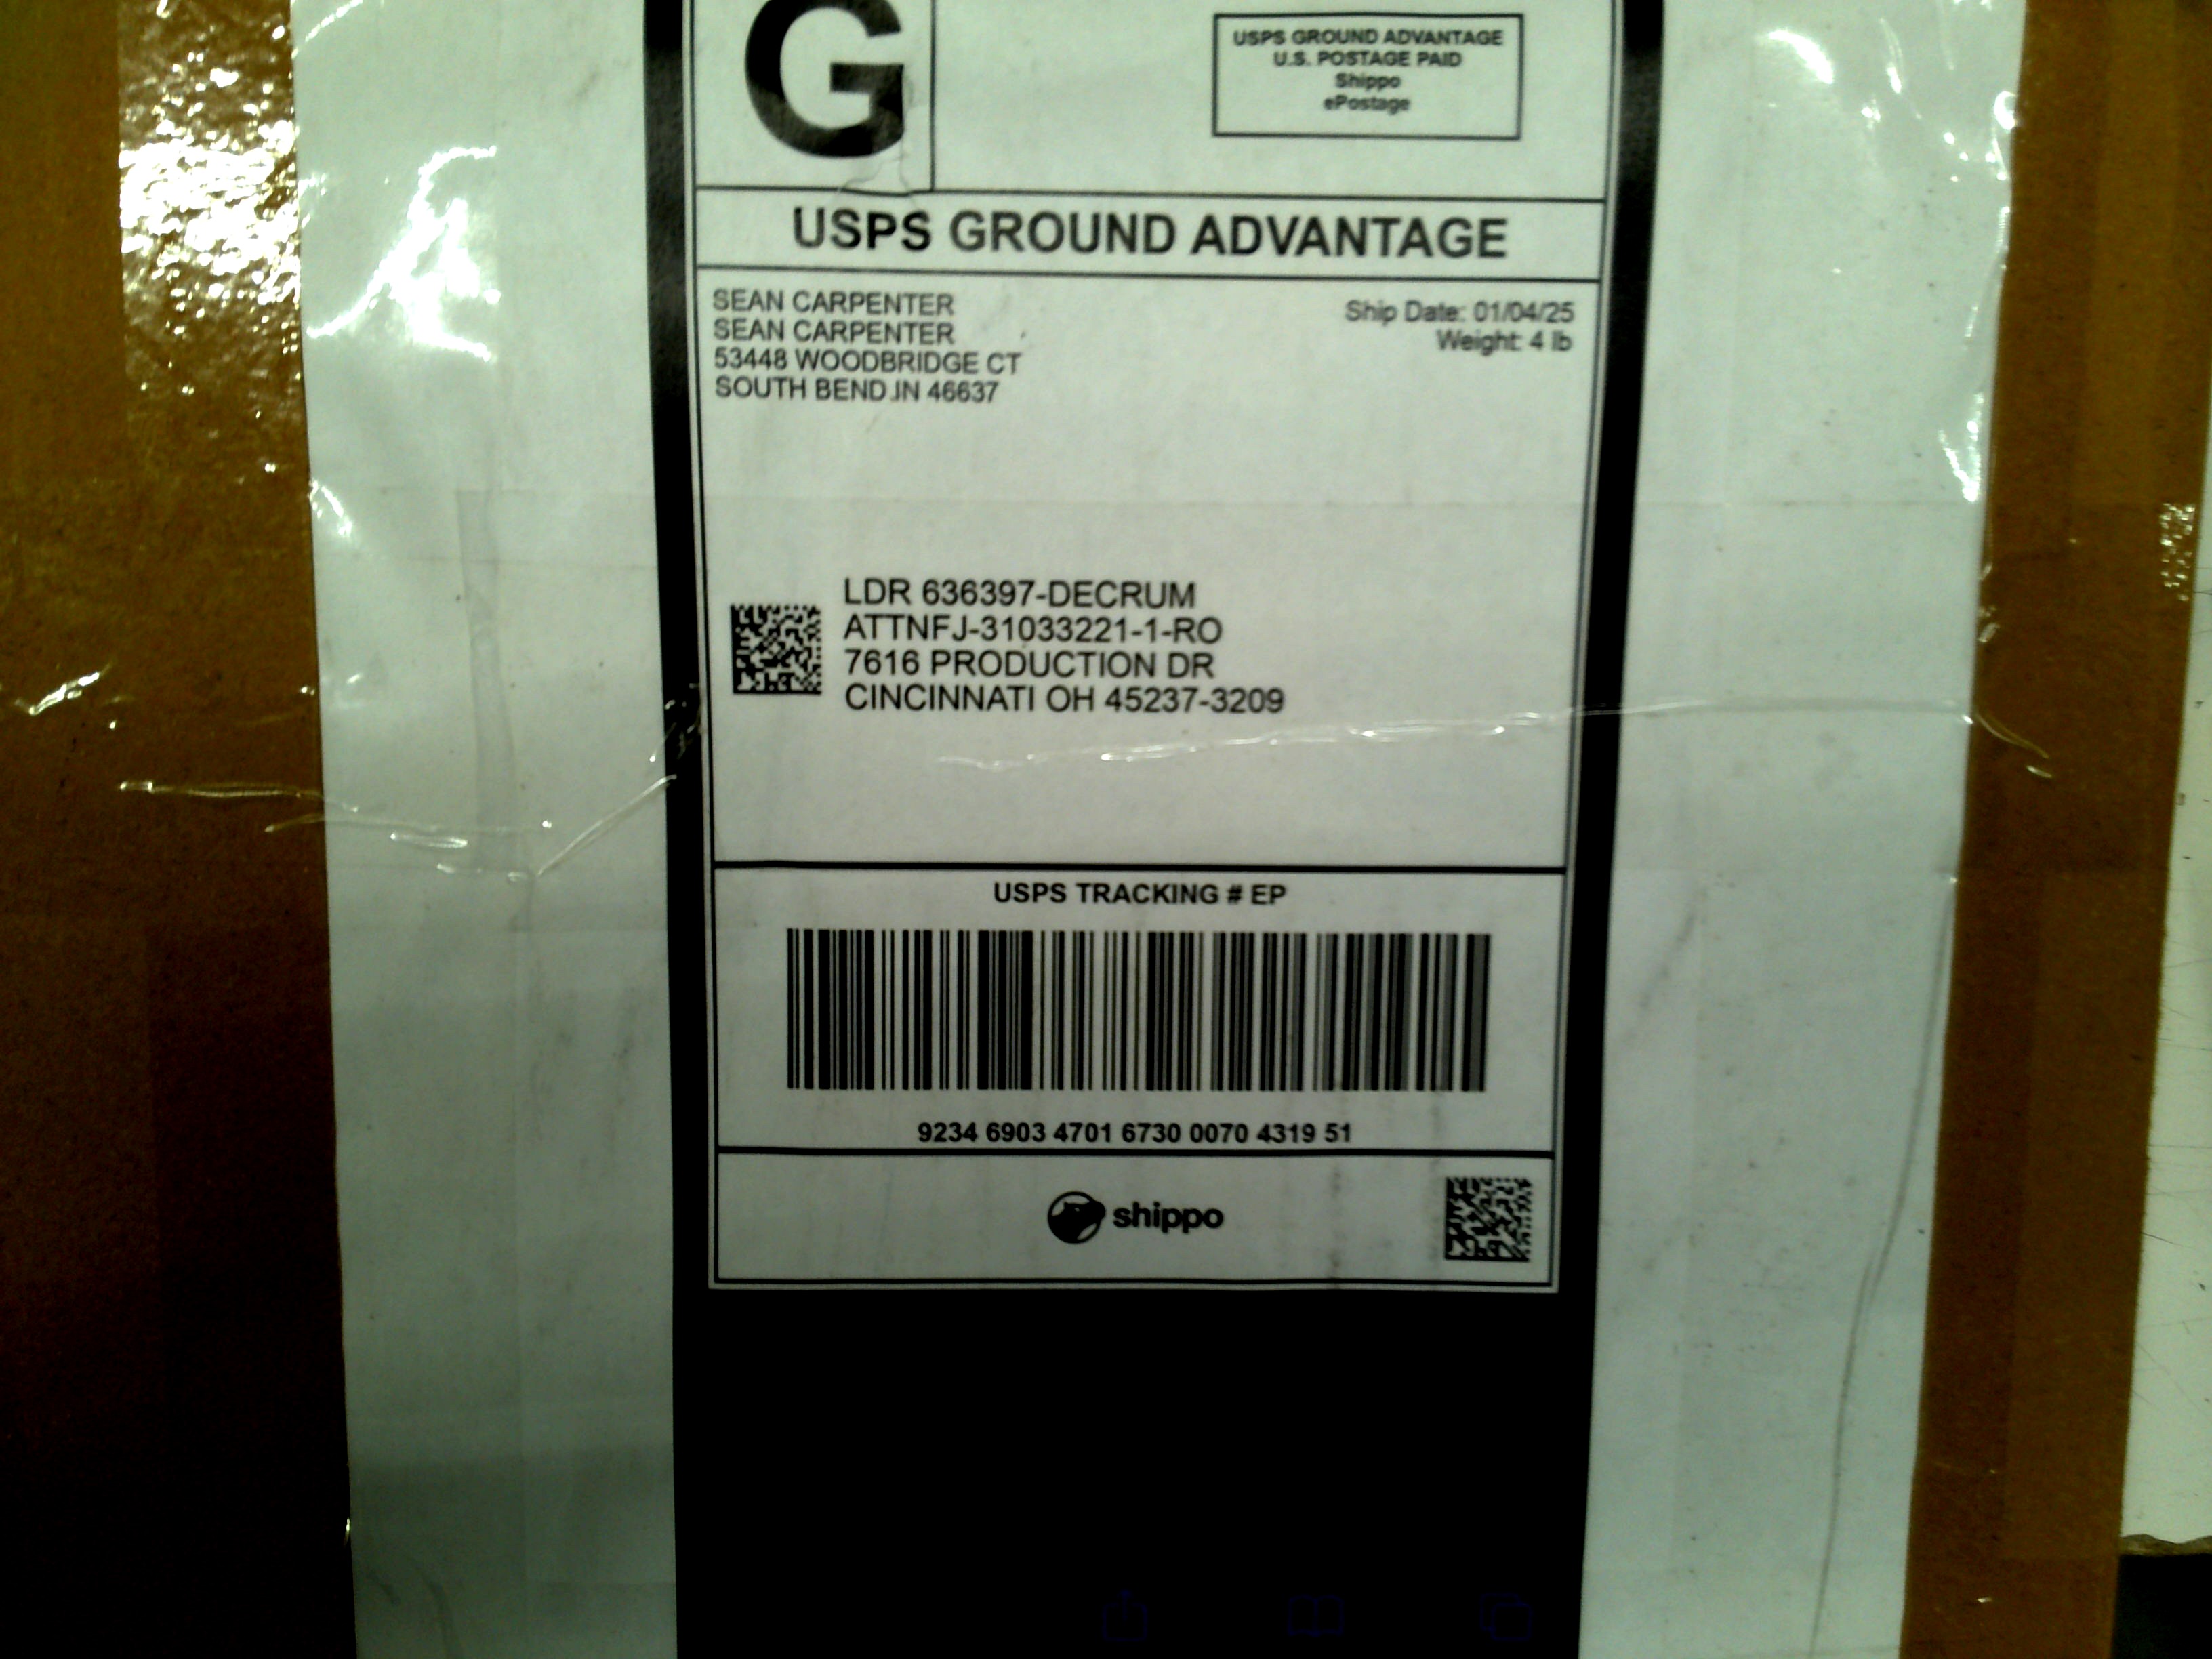 G
USPS GROUND ADVANTAGE
U.S. POSTAGE PAID
Shippo
ePostage
USPS GROUND ADVANTAGE
SEAN CARPENTER
SEAN CARPENTER
53448 WOODBRIDGE CT
SOUTH BEND IN 46637
Ship Date: 01/04/25
Weight: 4 lb
LDR 636397-DECRUM
ATTNFJ-31033221-1-RO
7616 PRODUCTION DR
CINCINNATI OH 45237-3209
USPS TRACKING # EP
9234 6903 4701 6730 0070 4319 51
shippo